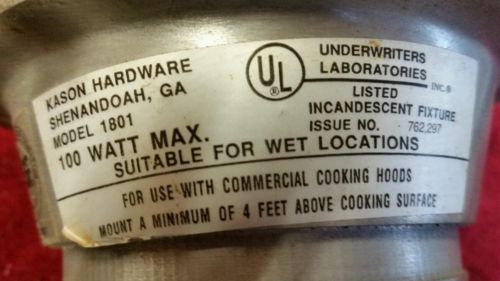 KASON HARDWARE
SHENANDOAH, GA
MODEL 1801
100 WATT MAX.
UL
®
UNDERWRITERS
LABORATORIES
INC.®
LISTED
INCANDESCENT FIXTURE
ISSUE NO. 762,297
SUITABLE FOR WET LOCATIONS
FOR USE WITH COMMERCIAL COOKING HOODS
MOUNT A MINIMUM OF 4 FEET ABOVE COOKING SURFACE